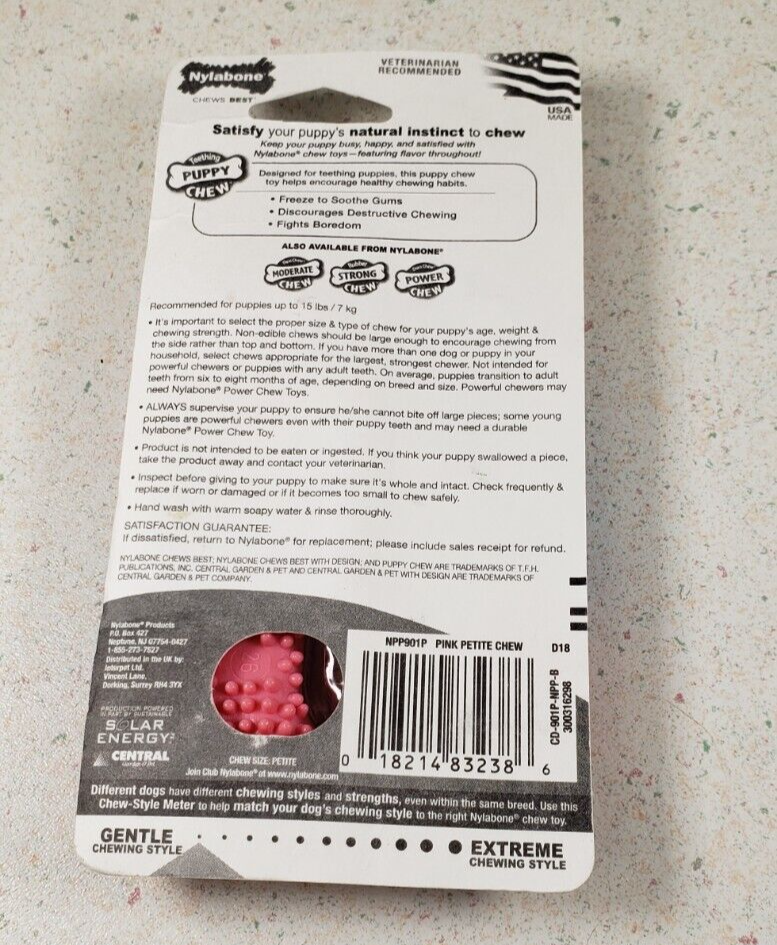 Nylabone®
CHEWS BEST
VETERINARIAN
RECOMMENDED
USA
MADE
Satisfy your puppy's natural instinct to chew
Keep your puppy busy, happy, and satisfied with
Nylabone® chew toys—featuring flavor throughout!
Teething
PUPPY
CHEW
Designed for teething puppies, this puppy chew
toy helps encourage healthy chewing habits.
• Freeze to Soothe Gums
• Discourages Destructive Chewing
• Fights Boredom
ALSO AVAILABLE FROM NYLABONE®
MODERATE
CHEW
STRONG
CHEW
POWER
CHEW
Recommended for puppies up to 15 lbs / 7 kg
• It's important to select the proper size & type of chew for your puppy's age, weight &
chewing strength. Non-edible chews should be large enough to encourage chewing from
the side rather than top and bottom. If you have more than one dog or puppy in your
household, select chews appropriate for the largest, strongest chewer. Not intended for
powerful chewers or puppies with any adult teeth. On average, puppies transition to adult
teeth from six to eight months of age, depending on breed and size. Powerful chewers may
need Nylabone® Power Chew Toys.
• ALWAYS supervise your puppy to ensure he/she cannot bite off large pieces; some young
puppies are powerful chewers even with their puppy teeth and may need a durable
Nylabone® Power Chew Toy.
• Product is not intended to be eaten or ingested. If you think your puppy swallowed a piece,
take the product away and contact your veterinarian.
• Inspect before giving to your puppy to make sure it's whole and intact. Check frequently &
replace if worn or damaged or if it becomes too small to chew safely.
• Hand wash with warm soapy water & rinse thoroughly.
SATISFACTION GUARANTEE:
If dissatisfied, return to Nylabone® for replacement; please include sales receipt for refund.
NYLABONE CHEWS BEST; NYLABONE CHEWS BEST WITH DESIGN; AND PUPPY CHEW ARE TRADEMARKS OF T.F.H.
PUBLICATIONS, INC. CENTRAL GARDEN & PET AND CENTRAL GARDEN & PET WITH DESIGN ARE TRADEMARKS OF
CENTRAL GARDEN & PET COMPANY.
Nylabone® Products
P.O. Box 427
Neptune, NJ 07754-0427
1-855-273-7527
Distributed in the UK by:
Interpet Ltd.
Vincent Lane,
Dorking, Surrey RH4 3YX
PRODUCTION POWERED
IN PART BY SUSTAINABLE
SOLAR
ENERGY
CENTRAL
CHEW SIZE: PETITE
Join Club Nylabone® at www.nylabone.com
NPP901P PINK PETITE CHEW
D18
0 18214 83238 6
CD-901P-NPP-B
300316298
Different dogs have different chewing styles and strengths, even within the same breed. Use this
Chew-Style Meter to help match your dog's chewing style to the right Nylabone® chew toy.
GENTLE
CHEWING STYLE
EXTREME
CHEWING STYLE